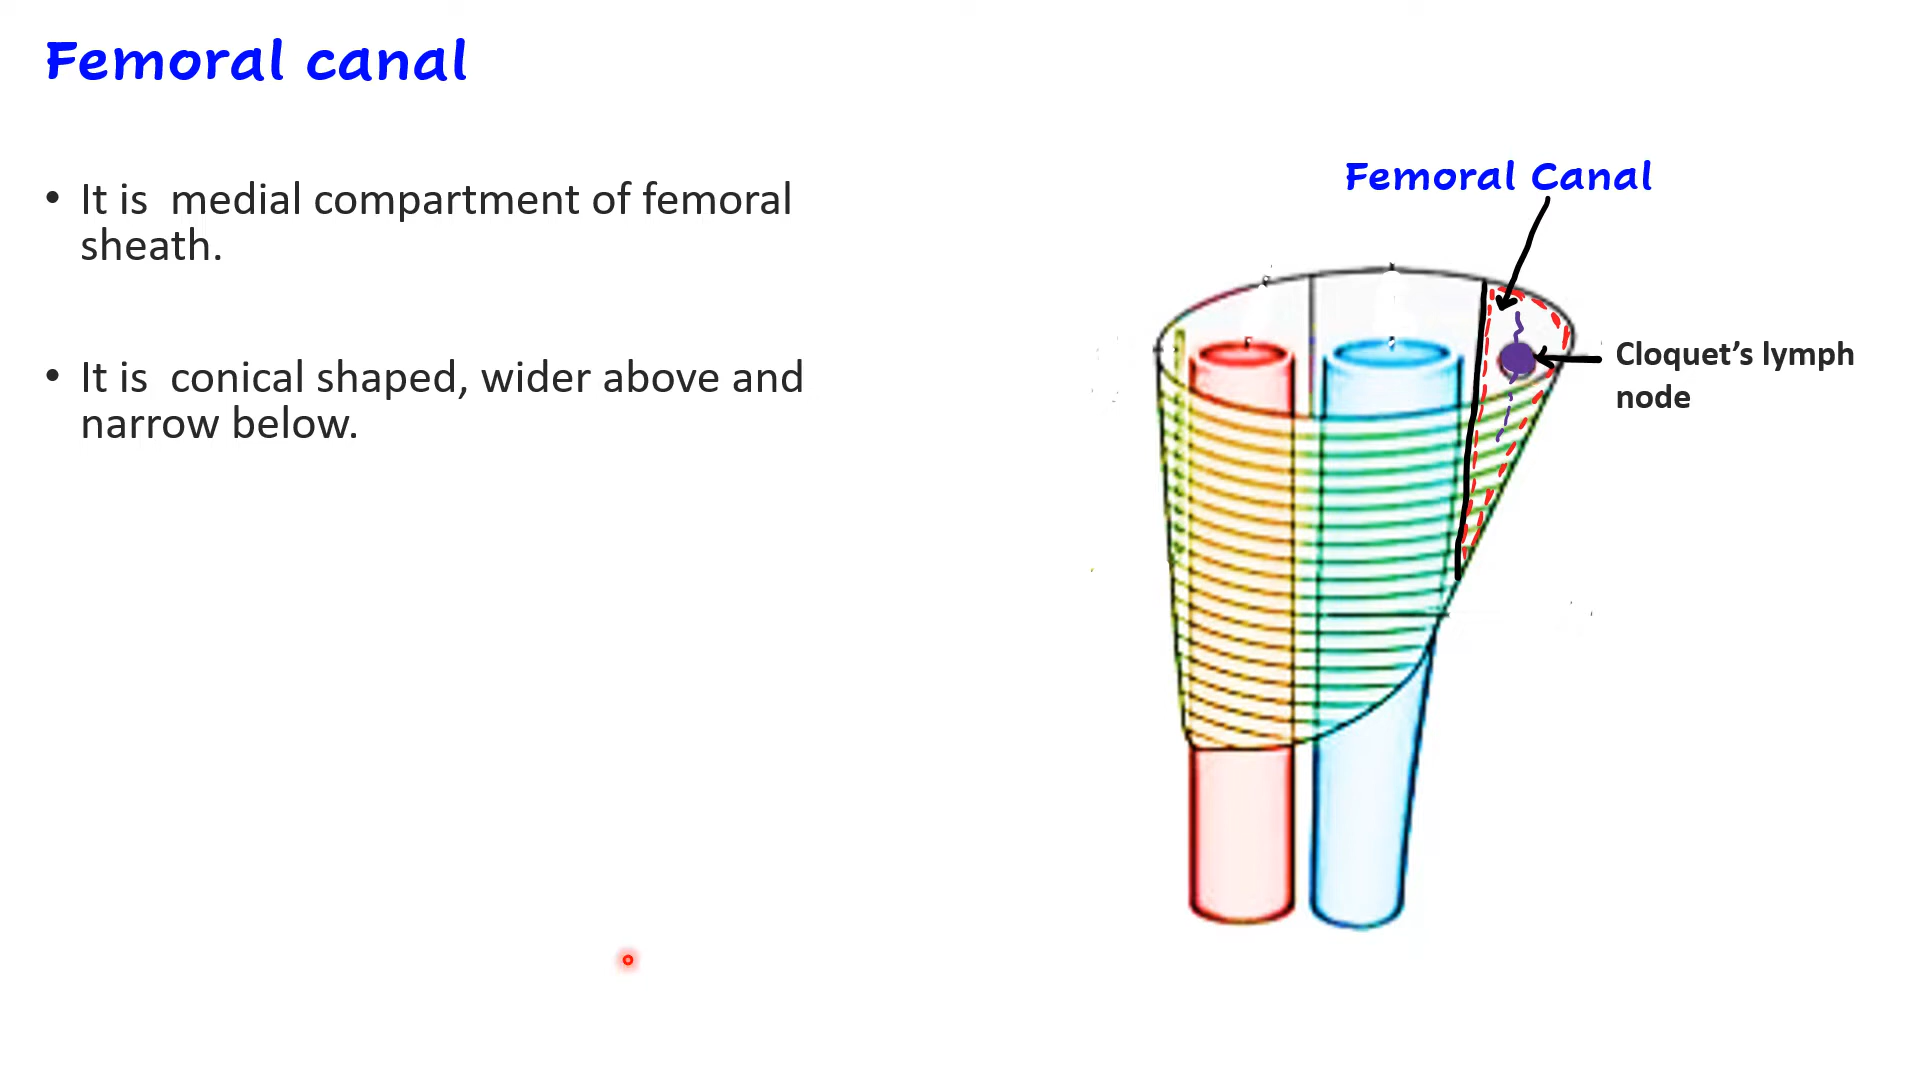 Femoral canal
• It is  medial compartment of femoral
sheath.
• It is  conical shaped, wider above and
narrow below.
Femoral Canal
Cloquet’s lymph
node